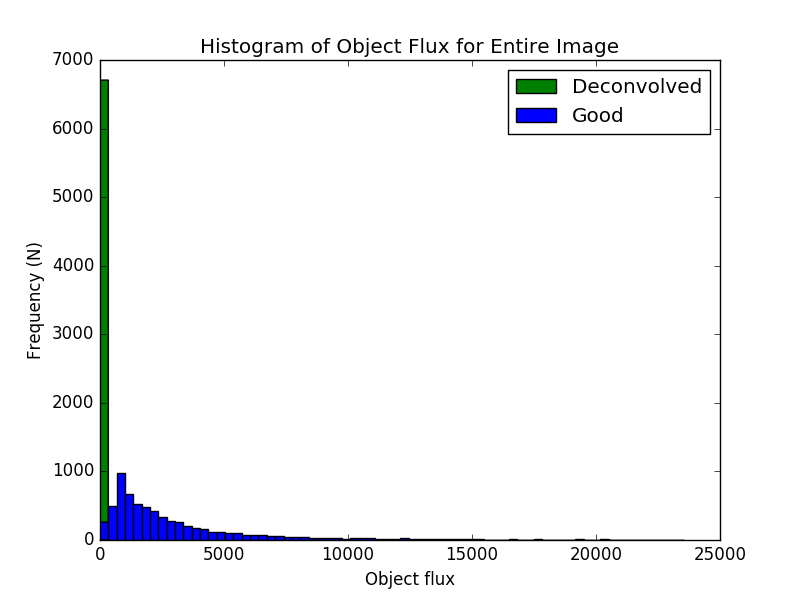 Histogram of Object Flux for Entire Image
7000
6000
5000
4000
3000
2000
1000
0
Frequency (N)
Deconvolved
Good
0 5000 10000 15000 20000 25000
Object flux